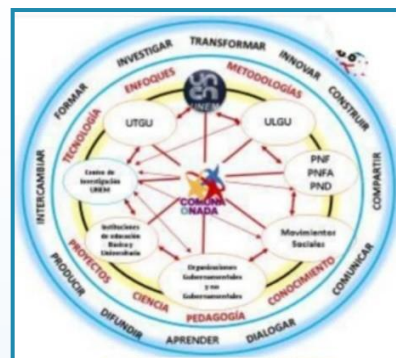 TRANSFORMAR
INNOVAR
CONSTRUIR
COMPARTIR
COMUNICAR
DIALOGAR
APRENDER
DIFUNDIR
PRODUCIR
INTERCAMBIAR
FORMAR
INVESTIGAR
ENFOQUES
METODOLOGÍAS
CONOCIMIENTO
PEDAGOGÍA
CIENCIA
PROYECTOS
TECNOLOGÍA
UNEM
UTGU
ULGU
Centro de
Investigación
UNEM
PNF
PNFA
PND
COMUNA
O NADA
Instituciones
de educación
Básica y
Universitaria
Movimientos
Sociales
Organizaciones
Gubernamentales
y no
Gubernamentales